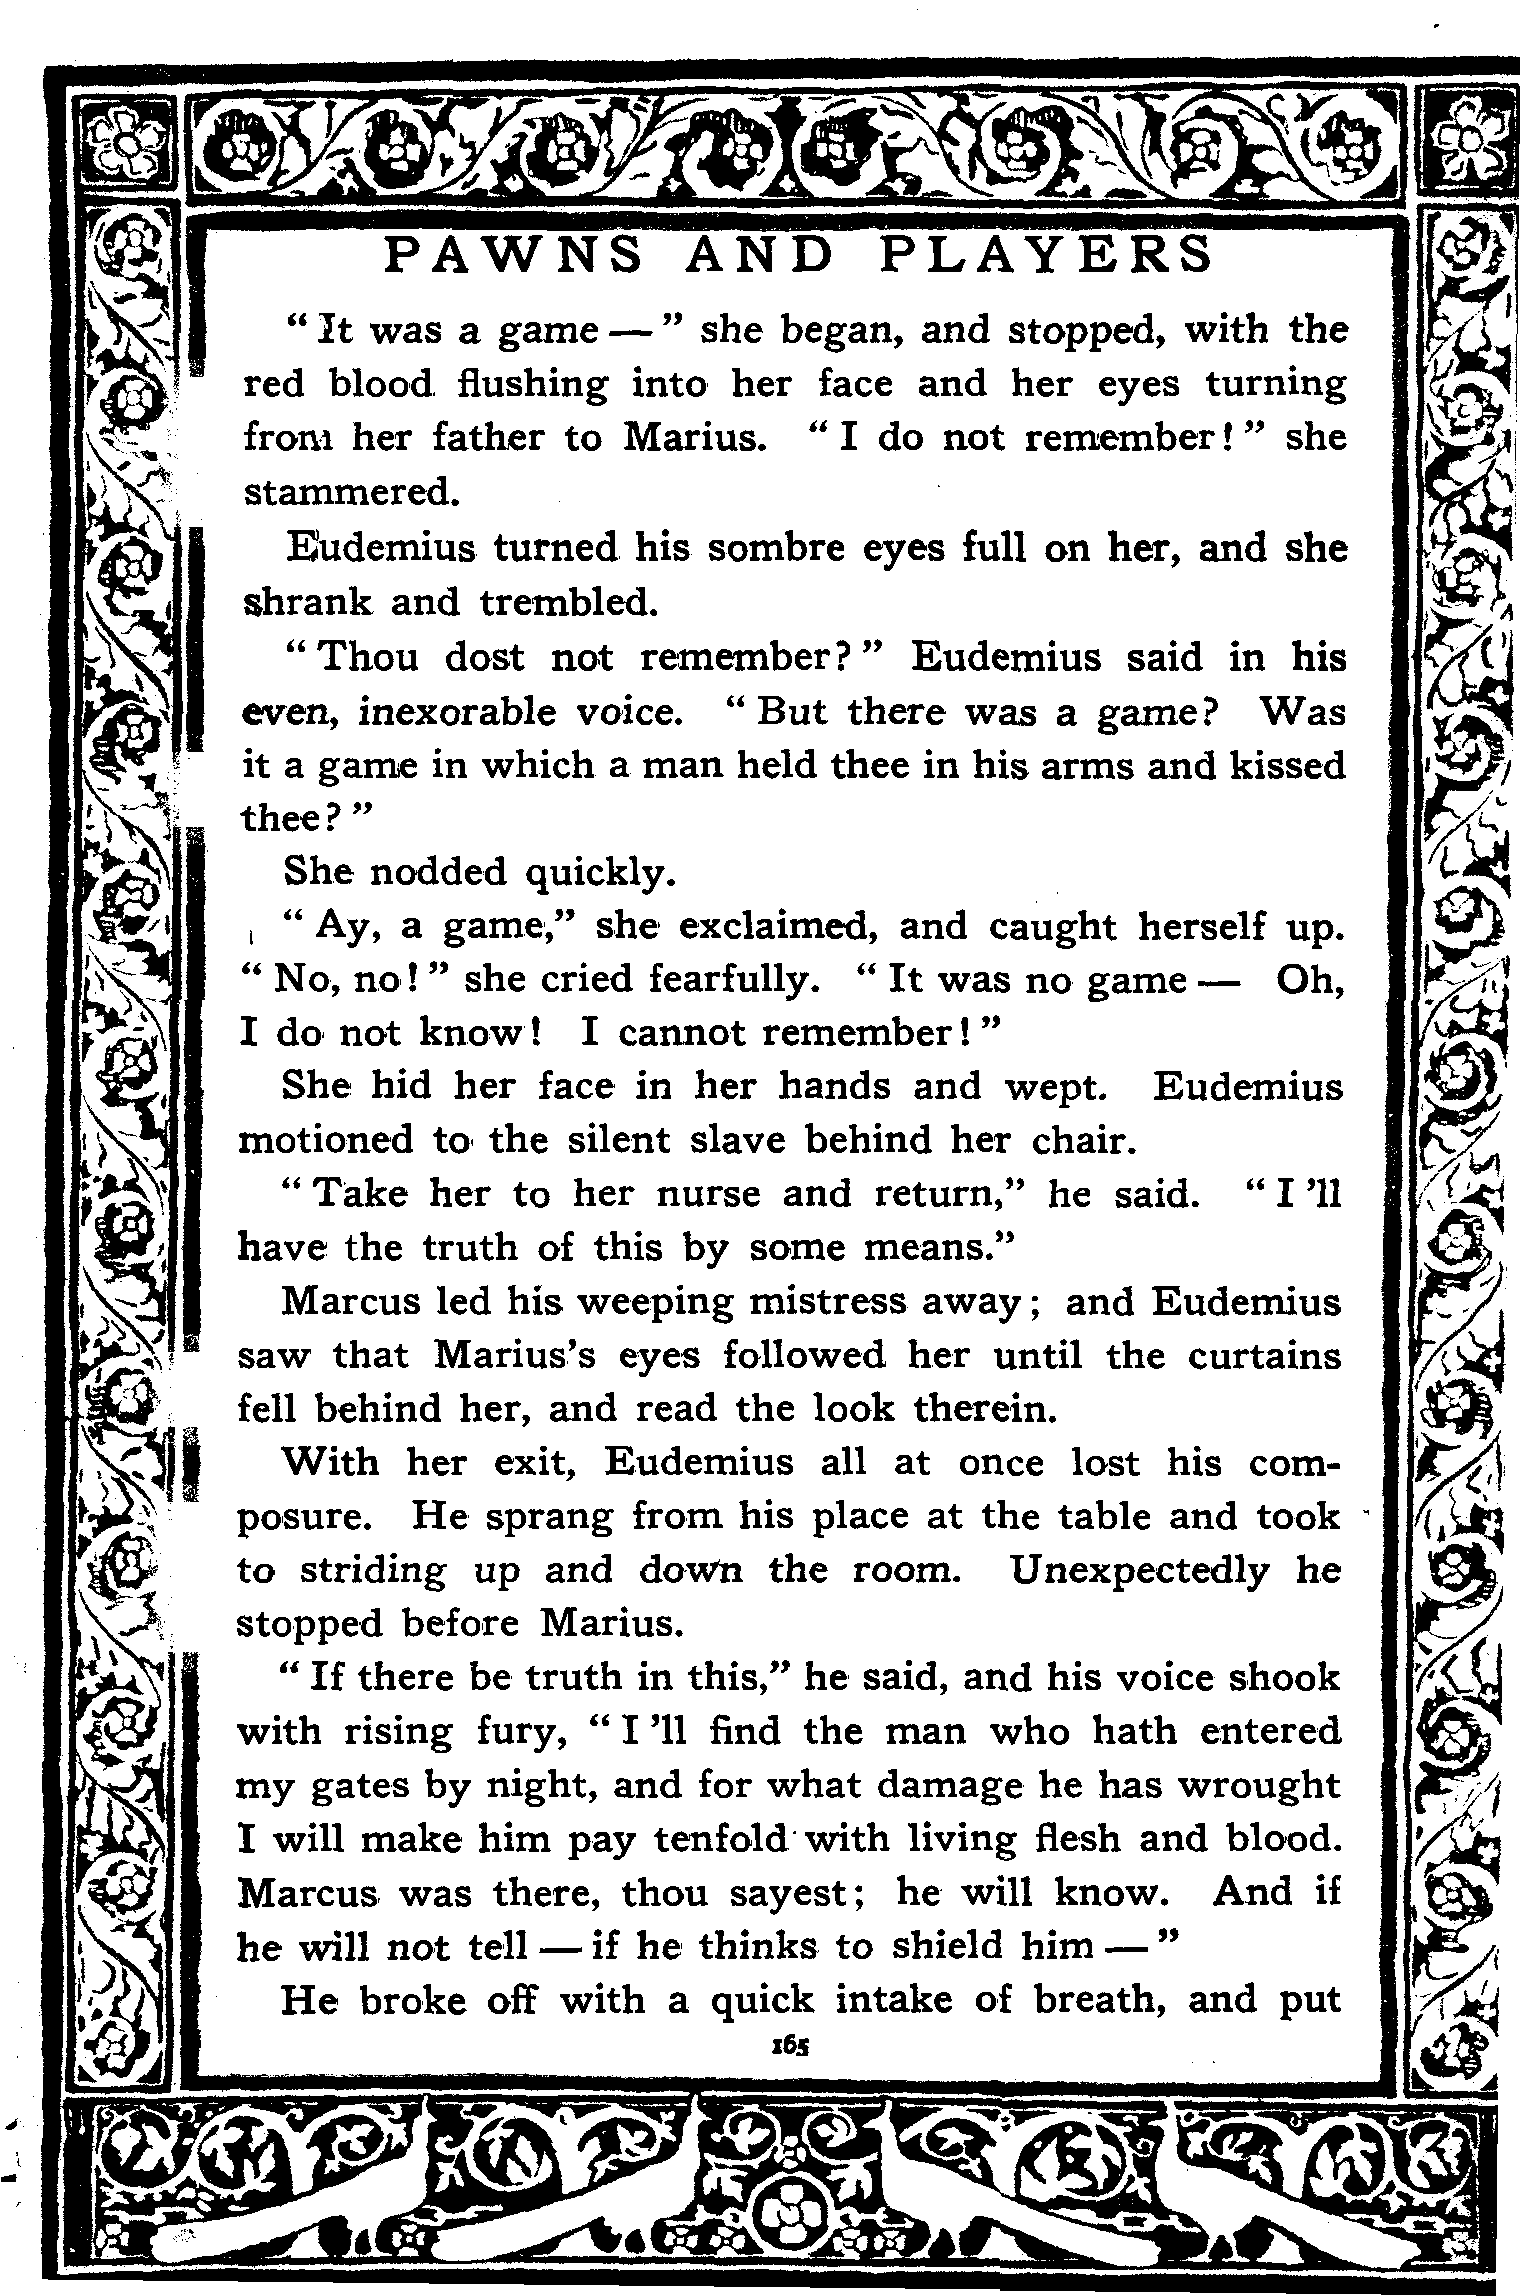 PAWNS AND PLAYERS
“It was a game—” she began, and stopped, with the
red blood flushing into her face and her eyes turning
from her father to Marius. “I do not remember!” she
stammered.
Eudemius turned his sombre eyes full on her, and she
shrank and trembled.
“Thou dost not remember?” Eudemius said in his
even, inexorable voice. “But there was a game? Was
it a game in which a man held thee in his arms and kissed
thee?”
She nodded quickly.
“Ay, a game,” she exclaimed, and caught herself up.
“No, no!” she cried fearfully. “It was no game— Oh,
I do not know! I cannot remember!”
She hid her face in her hands and wept. Eudemius
motioned to the silent slave behind her chair.
“Take her to her nurse and return,” he said. “I ’ll
have the truth of this by some means.”
Marcus led his weeping mistress away; and Eudemius
saw that Marius’s eyes followed her until the curtains
fell behind her, and read the look therein.
With her exit, Eudemius all at once lost his com-
posure. He sprang from his place at the table and took
to striding up and down the room. Unexpectedly he
stopped before Marius.
“If there be truth in this,” he said, and his voice shook
with rising fury, “I ’ll find the man who hath entered
my gates by night, and for what damage he has wrought
I will make him pay tenfold with living flesh and blood.
Marcus was there, thou sayest; he will know. And if
he will not tell—if he thinks to shield him—”
He broke off with a quick intake of breath, and put
165